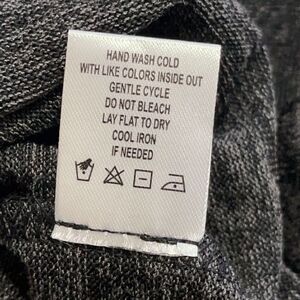 HAND WASH COLD
WITH LIKE COLORS INSIDE OUT
GENTLE CYCLE
DO NOT BLEACH
LAY FLAT TO DRY
COOL IRON
IF NEEDED